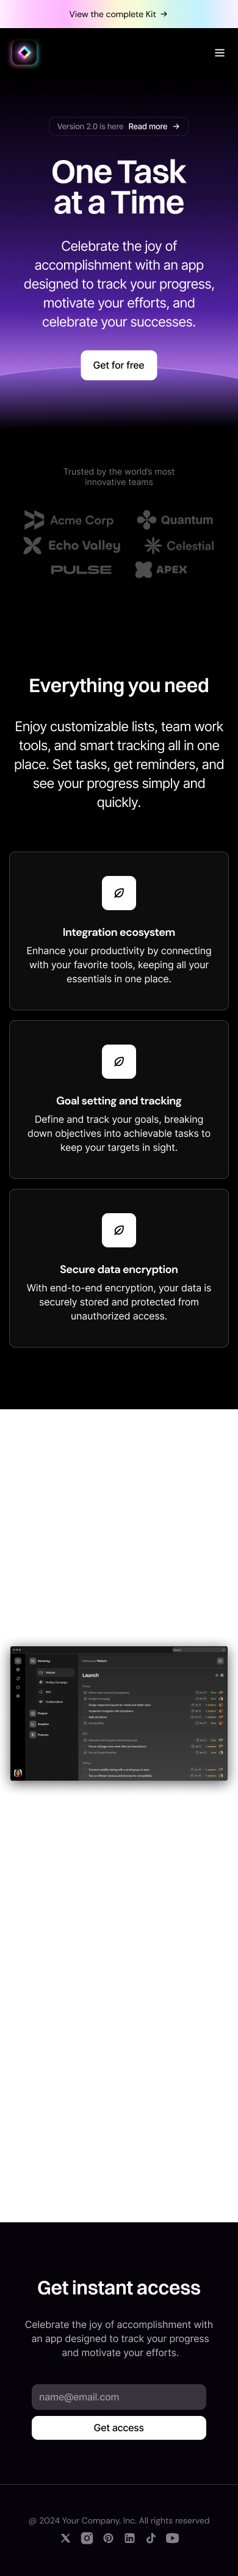 View the complete Kit →
Version 2.0 is here Read more →
One Task
at a Time
Celebrate the joy of
accomplishment with an app
designed to track your progress,
motivate your efforts, and
celebrate your successes.
Get for free
Trusted by the world's most
innovative teams
Acme Corp Quantum
Echo Valley Celestial
PULSE APEX
Everything you need
Enjoy customizable lists, team work
tools, and smart tracking all in one
place. Set tasks, get reminders, and
see your progress simply and
quickly.
Integration ecosystem
Enhance your productivity by connecting
with your favorite tools, keeping all your
essentials in one place.
Goal setting and tracking
Define and track your goals, breaking
down objectives into achievable tasks to
keep your targets in sight.
Secure data encryption
With end-to-end encryption, your data is
securely stored and protected from
unauthorized access.
Marketing
Website
Launch
Product
Finances
Get instant access
Celebrate the joy of accomplishment with
an app designed to track your progress
and motivate your efforts.
name@email.com
Get access
@ 2024 Your Company, Inc. All rights reserved